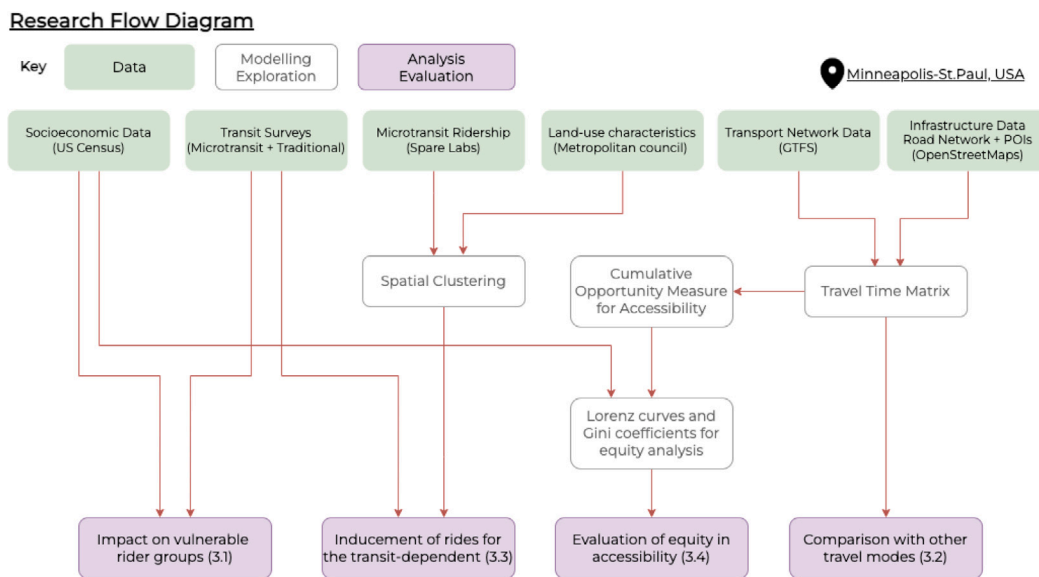 Research Flow Diagram
Key
Data
Modelling
Exploration
Analysis
Evaluation
Minneapolis-St.Paul, USA
Socioeconomic Data
(US Census)
Transit Surveys
(Microtransit + Traditional)
Microtransit Ridership
(Spare Labs)
Land-use characteristics
(Metropolitan council)
Transport Network Data
(GTFS)
Infrastructure Data
Road Network + POIs
(OpenStreetMaps)
Spatial Clustering
Cumulative
Opportunity Measure
for Accessibility
Travel Time Matrix
Lorenz curves and
Gini coefficients for
equity analysis
Impact on vulnerable
rider groups (3.1)
Inducement of rides for
the transit-dependent (3.3)
Evaluation of equity in
accessibility (3.4)
Comparison with other
travel modes (3.2)